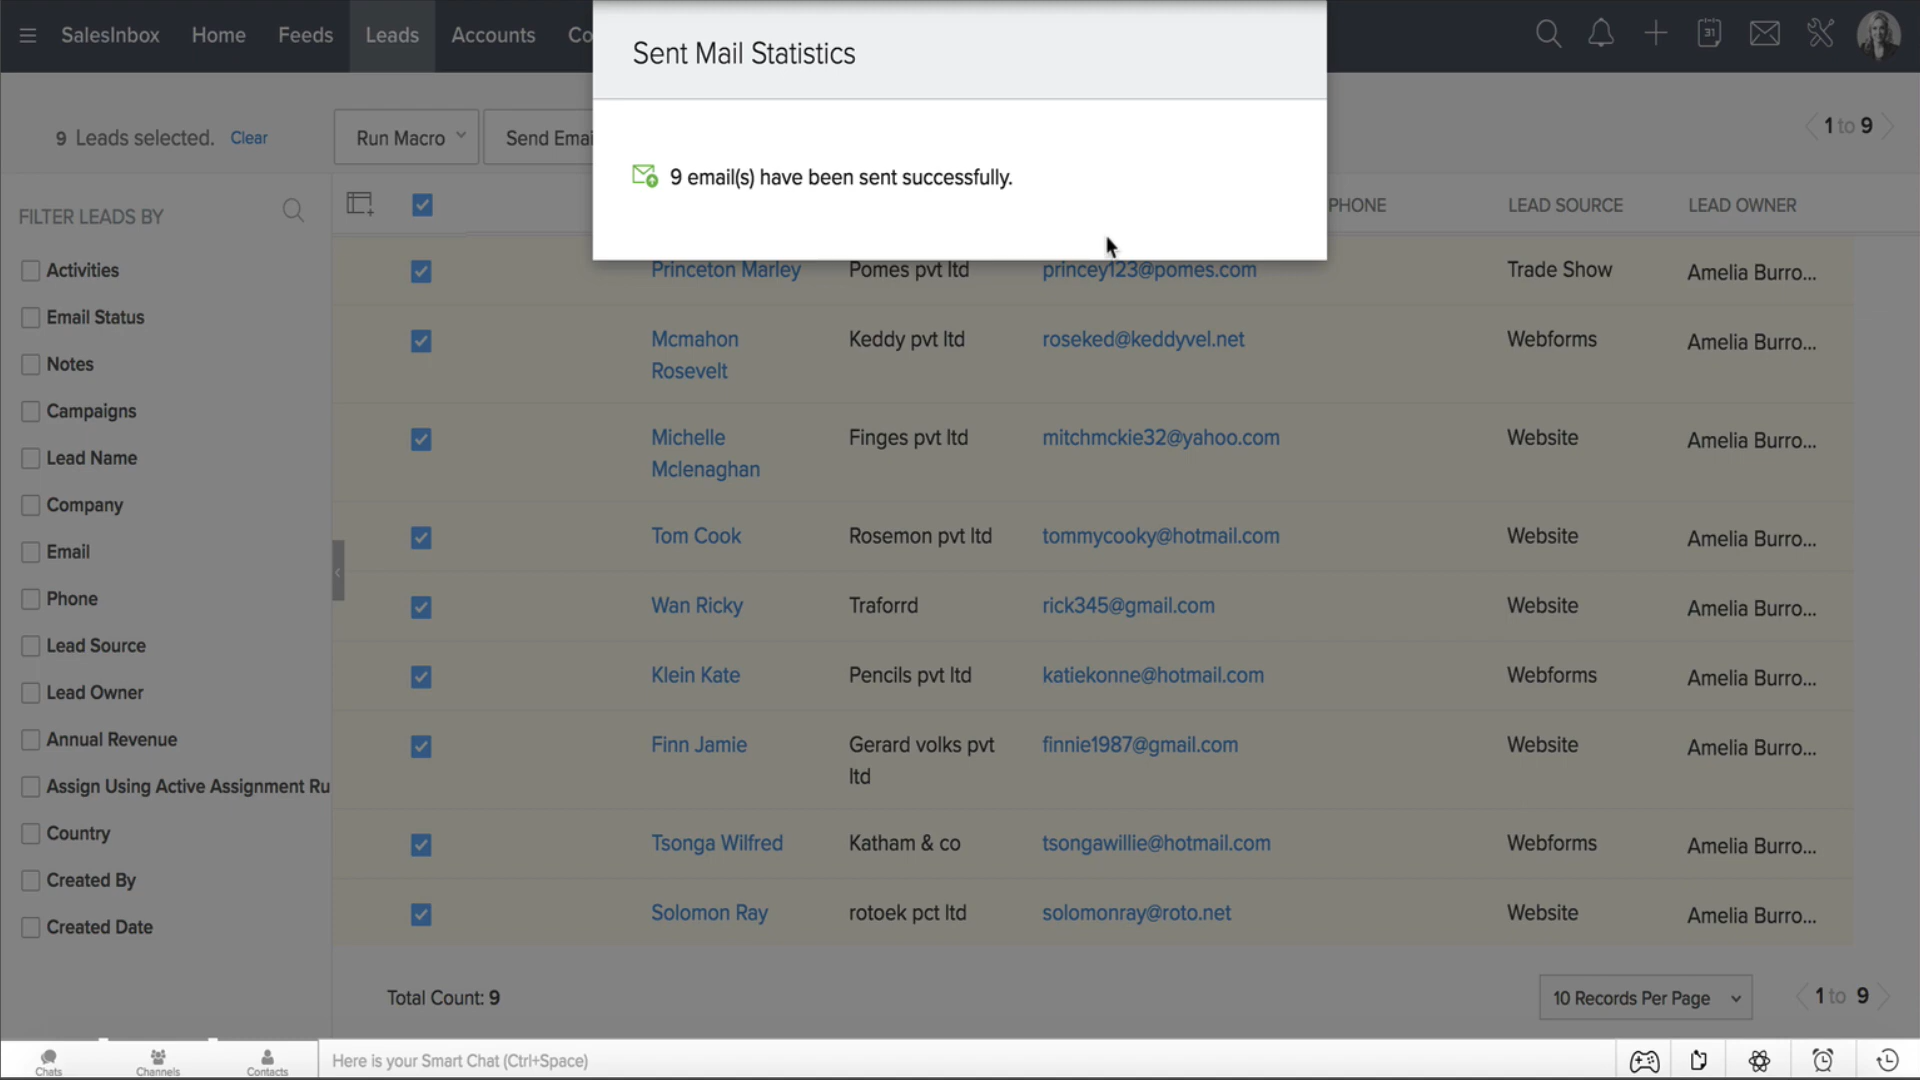 SalesInbox Home Feeds Leads Accounts Co
31
Sent Mail Statistics
9 email(s) have been sent successfully.
9 Leads selected. Clear
Run Macro
Send Emai
1 to 9
FILTER LEADS BY
Activities
Email Status
Notes
Campaigns
Lead Name
Company
Email
Phone
Lead Source
Lead Owner
Annual Revenue
Assign Using Active Assignment Ru
Country
Created By
Created Date
PHONE LEAD SOURCE LEAD OWNER
Princeton Marley Pomes pvt ltd princey123@pomes.com Trade Show Amelia Burro...
Mcmahon Keddy pvt ltd roseked@keddyvel.net Webforms Amelia Burro...
Rosevelt
Michelle Finges pvt ltd mitchmckie32@yahoo.com Website Amelia Burro...
Mclenaghan
Tom Cook Rosemon pvt ltd tommycooky@hotmail.com Website Amelia Burro...
Wan Ricky Traforrd rick345@gmail.com Website Amelia Burro...
Klein Kate Pencils pvt ltd katiekonne@hotmail.com Webforms Amelia Burro...
Finn Jamie Gerard volks pvt finnie1987@gmail.com Website Amelia Burro...
ltd
Tsonga Wilfred Katham & co tsongawillie@hotmail.com Webforms Amelia Burro...
Solomon Ray rotoek pct ltd solomonray@roto.net Website Amelia Burro...
Total Count: 9
10 Records Per Page
1 to 9
Chats Channels Contacts
Here is your Smart Chat (Ctrl+Space)